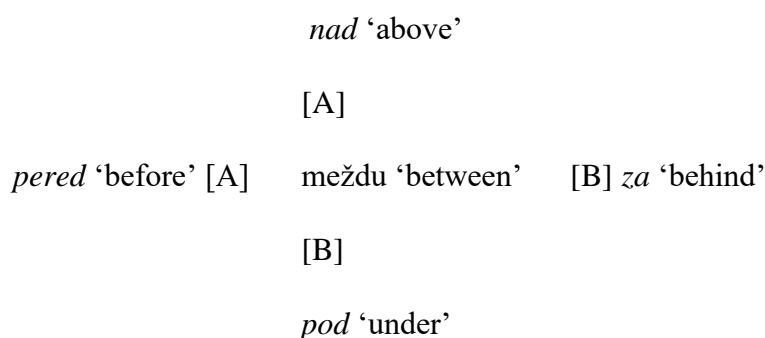 nad ‘above’
[A]
pered ‘before’ [A] meždu ‘between’ [B] za ‘behind’
[B]
pod ‘under’